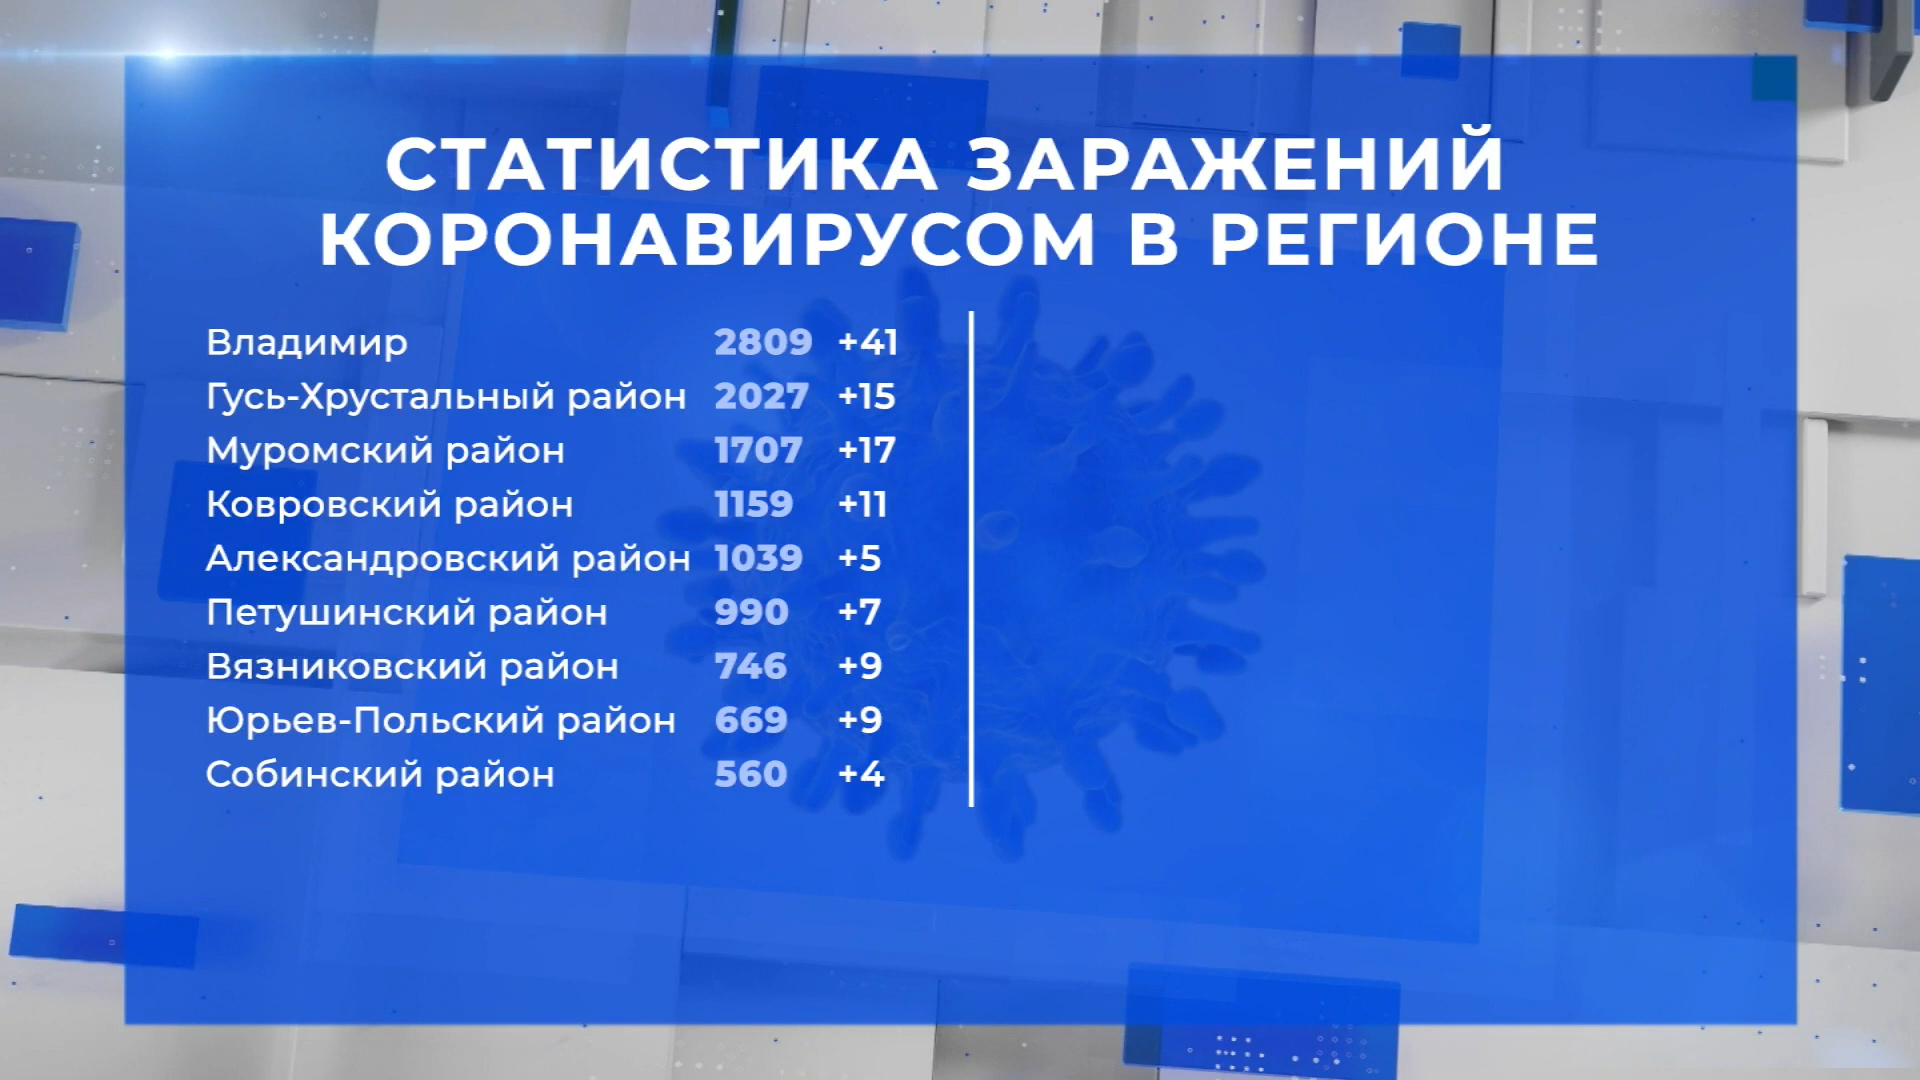 СТАТИСТИКА ЗАРАЖЕНИЙ
КОРОНАВИРУСОМ В РЕГИОНЕ
Владимир 2809 +41
Гусь-Хрустальный район 2027 +15
Муромский район 1707 +17
Ковровский район 1159 +11
Александровский район 1039 +5
Петушинский район 990 +7
Вязниковский район 746 +9
Юрьев-Польский район 669 +9
Собинский район 560 +4